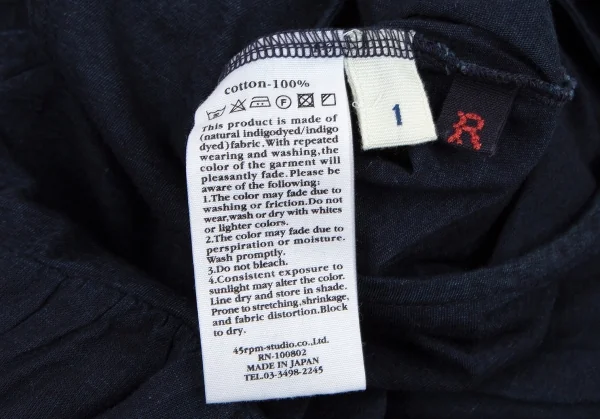 cotton-100%
This product is made of
(natural indigodyed/indigo
dyed)fabric.With repeated
wearing and washing,the
color of the garment will
pleasantly fade.Please be
aware of the following:
1.The color may fade due to
washing or friction.Do not
wear,wash or dry with whites
or lighter colors.
2.The color may fade due to
perspiration or moisture.
Wash promptly.
3.Do not bleach.
4.Consistent exposure to
sunlight may alter the color.
Line dry and store in shade.
Prone to stretching,shrinkage,
and fabric distortion.Block
to dry.
45rpm-studio co.,Ltd.
RN-100802
MADE IN JAPAN
TEL.03-3498-2245
1
R